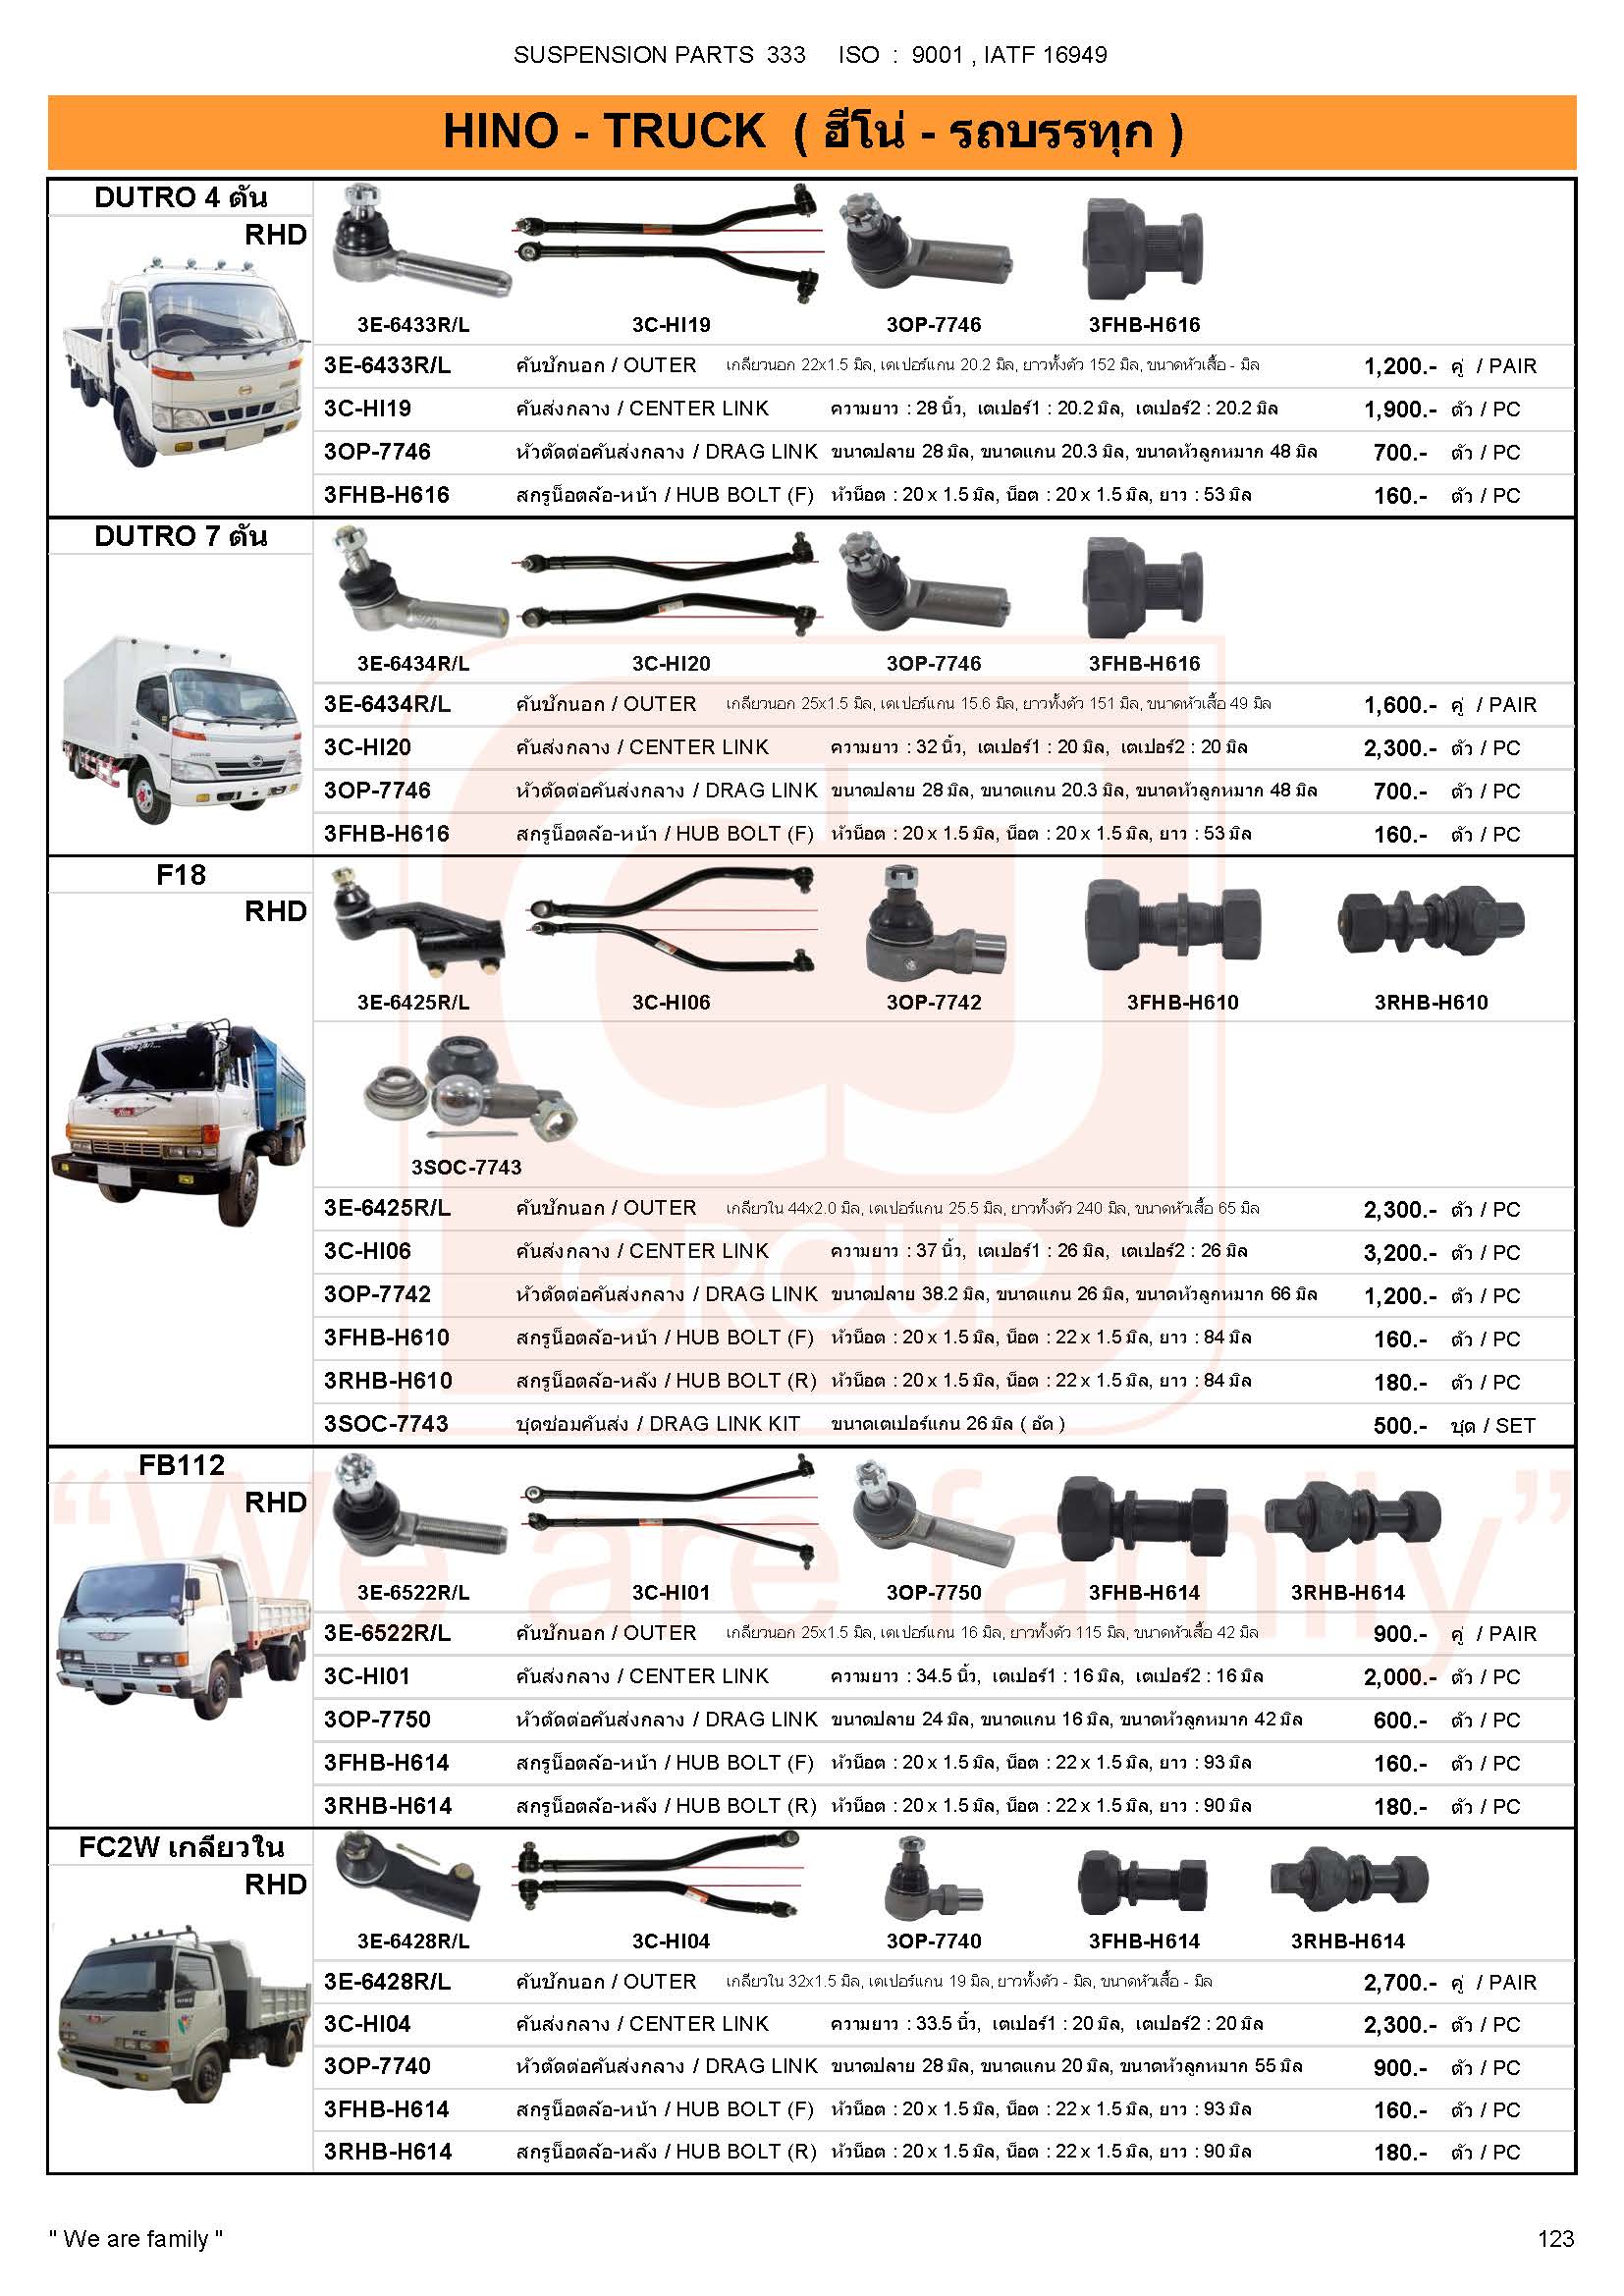 SUSPENSION PARTS 333 ISO : 9001 , IATF 16949
HINO - TRUCK ( ฮีโน่ - รถบรรทุก )
DUTRO 4 ตัน
RHD
3E-6433R/L 3C-HI19 3OP-7746 3FHB-H616
3E-6433R/L คันชักนอก / OUTER เกลียวนอก 22x1.5 มิล, เตเปอร์แกน 20.2 มิล, ยาวทั้งตัว 152 มิล, ขนาดหัวเสื้อ - มิล 1,200.- คู่ / PAIR
3C-HI19 คันส่งกลาง / CENTER LINK ความยาว : 28 นิ้ว, เตเปอร์1 : 20.2 มิล, เตเปอร์2 : 20.2 มิล 1,900.- ตัว / PC
3OP-7746 หัวตัดต่อคันส่งกลาง / DRAG LINK ขนาดปลาย 28 มิล, ขนาดแกน 20.3 มิล, ขนาดหัวลูกหมาก 48 มิล 700.- ตัว / PC
3FHB-H616 สกรูน็อตล้อ-หน้า / HUB BOLT (F) หัวน็อต : 20 x 1.5 มิล, น็อต : 20 x 1.5 มิล, ยาว : 53 มิล 160.- ตัว / PC
DUTRO 7 ตัน
3E-6434R/L 3C-HI20 3OP-7746 3FHB-H616
3E-6434R/L คันชักนอก / OUTER เกลียวนอก 25x1.5 มิล, เตเปอร์แกน 15.6 มิล, ยาวทั้งตัว 151 มิล, ขนาดหัวเสื้อ 49 มิล 1,600.- คู่ / PAIR
3C-HI20 คันส่งกลาง / CENTER LINK ความยาว : 32 นิ้ว, เตเปอร์1 : 20 มิล, เตเปอร์2 : 20 มิล 2,300.- ตัว / PC
3OP-7746 หัวตัดต่อคันส่งกลาง / DRAG LINK ขนาดปลาย 28 มิล, ขนาดแกน 20.3 มิล, ขนาดหัวลูกหมาก 48 มิล 700.- ตัว / PC
3FHB-H616 สกรูน็อตล้อ-หน้า / HUB BOLT (F) หัวน็อต : 20 x 1.5 มิล, น็อต : 20 x 1.5 มิล, ยาว : 53 มิล 160.- ตัว / PC
F18
RHD
3E-6425R/L 3C-HI06 3OP-7742 3FHB-H610 3RHB-H610
3SOC-7743
3E-6425R/L คันชักนอก / OUTER เกลียวใน 44x2.0 มิล, เตเปอร์แกน 25.5 มิล, ยาวทั้งตัว 240 มิล, ขนาดหัวเสื้อ 65 มิล 2,300.- ตัว / PC
3C-HI06 คันส่งกลาง / CENTER LINK ความยาว : 37 นิ้ว, เตเปอร์1 : 26 มิล, เตเปอร์2 : 26 มิล 3,200.- ตัว / PC
3OP-7742 หัวตัดต่อคันส่งกลาง / DRAG LINK ขนาดปลาย 38.2 มิล, ขนาดแกน 26 มิล, ขนาดหัวลูกหมาก 66 มิล 1,200.- ตัว / PC
3FHB-H610 สกรูน็อตล้อ-หน้า / HUB BOLT (F) หัวน็อต : 20 x 1.5 มิล, น็อต : 22 x 1.5 มิล, ยาว : 84 มิล 160.- ตัว / PC
3RHB-H610 สกรูน็อตล้อ-หลัง / HUB BOLT (R) หัวน็อต : 20 x 1.5 มิล, น็อต : 22 x 1.5 มิล, ยาว : 84 มิล 180.- ตัว / PC
3SOC-7743 ชุดซ่อมคันส่ง / DRAG LINK KIT ขนาดเตเปอร์แกน 26 มิล ( อัด ) 500.- ชุด / SET
GROUP
"We are family"
FB112
RHD
3E-6522R/L 3C-HI01 3OP-7750 3FHB-H614 3RHB-H614
3E-6522R/L คันชักนอก / OUTER เกลียวนอก 25x1.5 มิล, เตเปอร์แกน 16 มิล, ยาวทั้งตัว 115 มิล, ขนาดหัวเสื้อ 42 มิล 900.- คู่ / PAIR
3C-HI01 คันส่งกลาง / CENTER LINK ความยาว : 34.5 นิ้ว, เตเปอร์1 : 16 มิล, เตเปอร์2 : 16 มิล 2,000.- ตัว / PC
3OP-7750 หัวตัดต่อคันส่งกลาง / DRAG LINK ขนาดปลาย 24 มิล, ขนาดแกน 16 มิล, ขนาดหัวลูกหมาก 42 มิล 600.- ตัว / PC
3FHB-H614 สกรูน็อตล้อ-หน้า / HUB BOLT (F) หัวน็อต : 20 x 1.5 มิล, น็อต : 22 x 1.5 มิล, ยาว : 93 มิล 160.- ตัว / PC
3RHB-H614 สกรูน็อตล้อ-หลัง / HUB BOLT (R) หัวน็อต : 20 x 1.5 มิล, น็อต : 22 x 1.5 มิล, ยาว : 90 มิล 180.- ตัว / PC
FC2W เกลียวใน
RHD
3E-6428R/L 3C-HI04 3OP-7740 3FHB-H614 3RHB-H614
3E-6428R/L คันชักนอก / OUTER เกลียวใน 32x1.5 มิล, เตเปอร์แกน 19 มิล, ยาวทั้งตัว - มิล, ขนาดหัวเสื้อ - มิล 2,700.- คู่ / PAIR
3C-HI04 คันส่งกลาง / CENTER LINK ความยาว : 33.5 นิ้ว, เตเปอร์1 : 20 มิล, เตเปอร์2 : 20 มิล 2,300.- ตัว / PC
3OP-7740 หัวตัดต่อคันส่งกลาง / DRAG LINK ขนาดปลาย 28 มิล, ขนาดแกน 20 มิล, ขนาดหัวลูกหมาก 55 มิล 900.- ตัว / PC
3FHB-H614 สกรูน็อตล้อ-หน้า / HUB BOLT (F) หัวน็อต : 20 x 1.5 มิล, น็อต : 22 x 1.5 มิล, ยาว : 93 มิล 160.- ตัว / PC
3RHB-H614 สกรูน็อตล้อ-หลัง / HUB BOLT (R) หัวน็อต : 20 x 1.5 มิล, น็อต : 22 x 1.5 มิล, ยาว : 90 มิล 180.- ตัว / PC
" We are family " 123